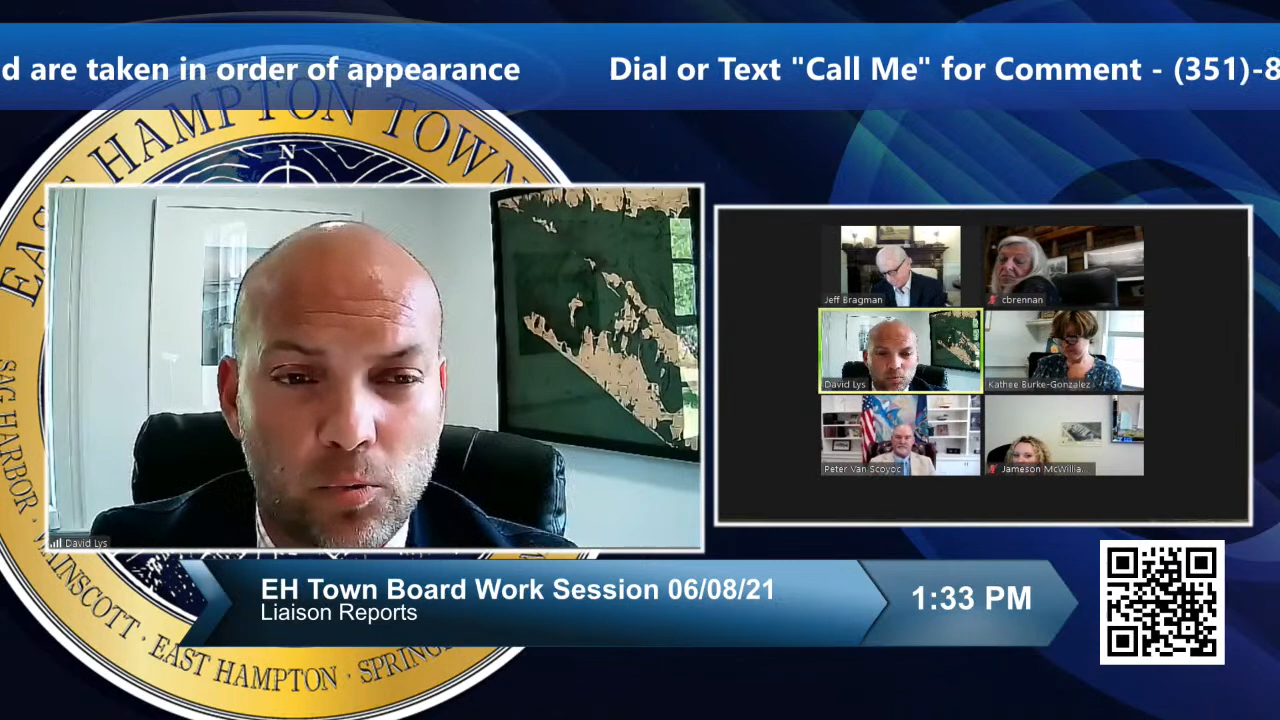 d are taken in order of appearance
Dial or Text "Call Me" for Comment - (351)-8
EAST HAMPTON TOWN
N
SAG HARBOR · WAINSCOTT · EAST HAMPTON ·
David Lys
Jeff Bragman
cbrennan
David Lys
Kathee Burke-Gonzalez
Peter Van Scoyoc
Jameson McWillia...
EH Town Board Work Session 06/08/21
Liaison Reports
1:33 PM